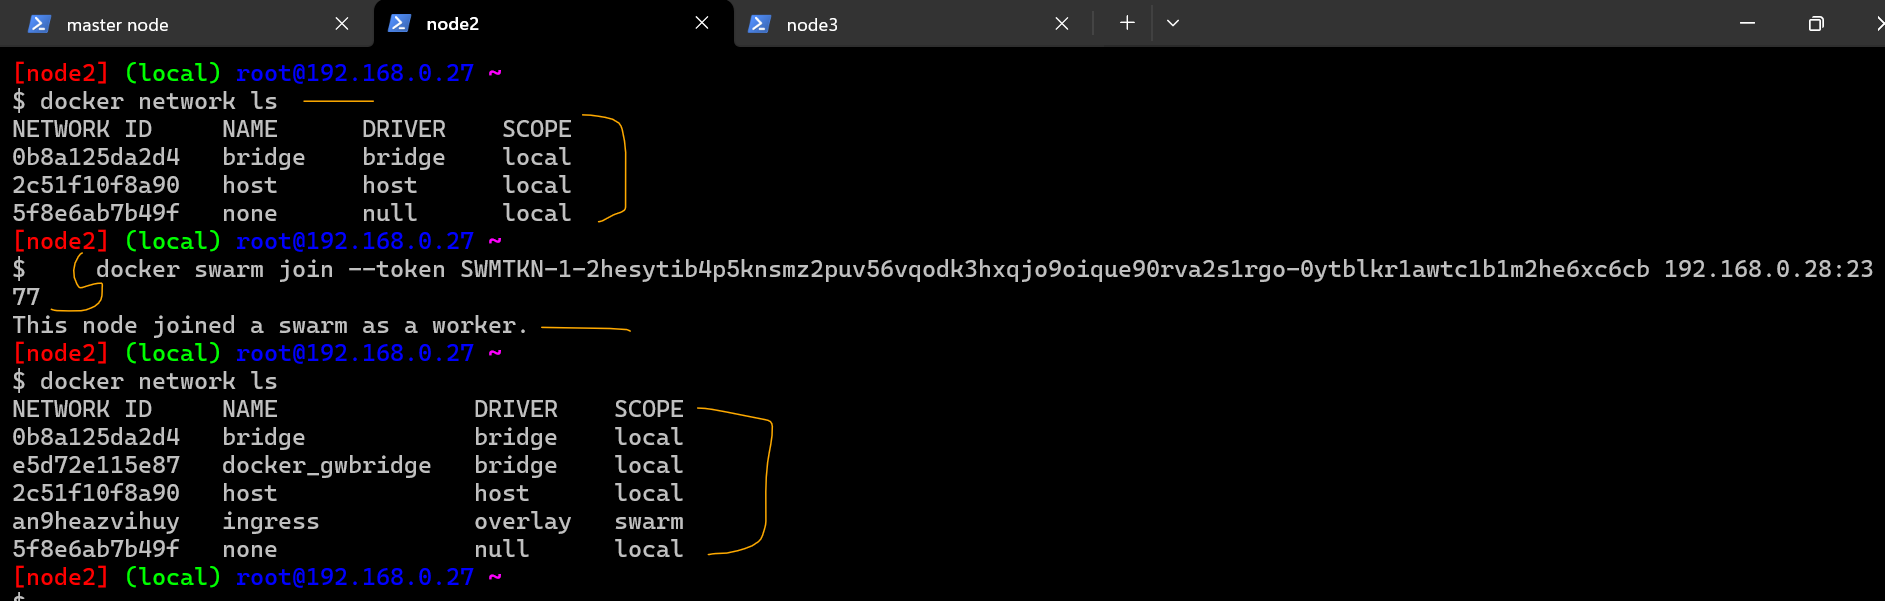 master node
node2
node3
[node2] (local) root@192.168.0.27 ~
$ docker network ls
NETWORK ID     NAME      DRIVER    SCOPE
0b8a125da2d4   bridge    bridge    local
2c51f10f8a90   host      host      local
5f8e6ab7b49f   none      null      local
[node2] (local) root@192.168.0.27 ~
$     docker swarm join --token SWMTKN-1-2hesytib4p5knsmz2puv56vqodk3hxqjo9oique90rva2s1rgo-0ytblkr1awtc1b1m2he6xc6cb 192.168.0.28:23
77
This node joined a swarm as a worker.
[node2] (local) root@192.168.0.27 ~
$ docker network ls
NETWORK ID     NAME              DRIVER    SCOPE
0b8a125da2d4   bridge            bridge    local
e5d72e115e87   docker_gwbridge   bridge    local
2c51f10f8a90   host              host      local
an9heazvihuy   ingress           overlay   swarm
5f8e6ab7b49f   none              null      local
[node2] (local) root@192.168.0.27 ~
$